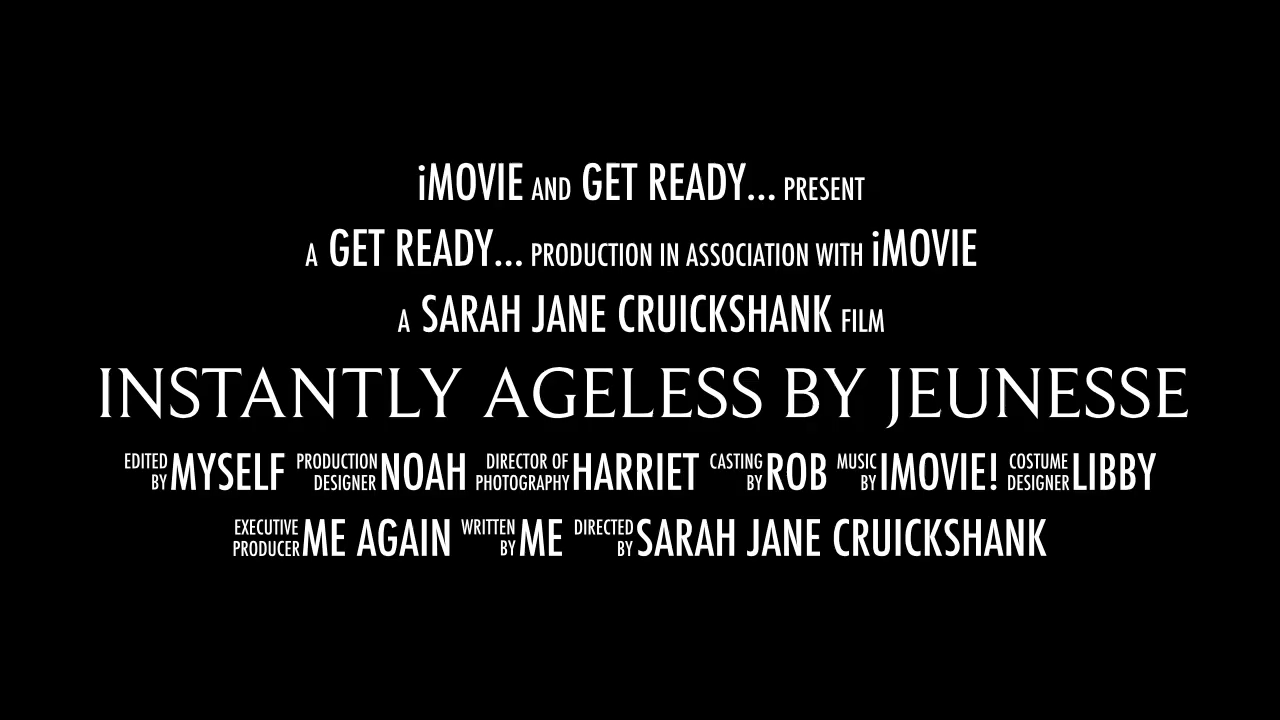 iMOVIE AND GET READY... PRESENT
A GET READY... PRODUCTION IN ASSOCIATION WITH iMOVIE
A SARAH JANE CRUICKSHANK FILM
INSTANTLY AGELESS BY JEUNESSE
EDITED BY MYSELF PRODUCTION DESIGNER NOAH DIRECTOR OF PHOTOGRAPHY HARRIET CASTING BY ROB MUSIC BY IMOVIE! COSTUME DESIGNER LIBBY
EXECUTIVE PRODUCER ME AGAIN WRITTEN BY ME DIRECTED BY SARAH JANE CRUICKSHANK